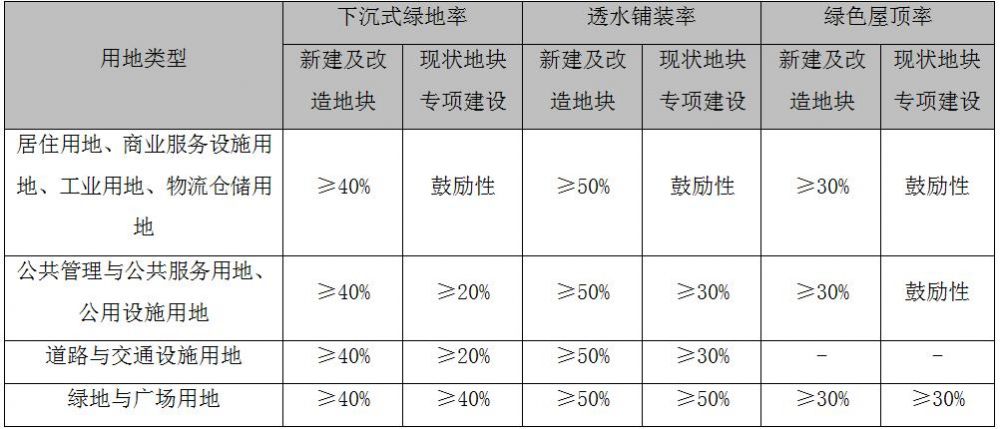 用地类型 下沉式绿地率 透水铺装率 绿色屋顶率
新建及改 现状地块 新建及改 现状地块 新建及改 现状地块
造地块 专项建设 造地块 专项建设 造地块 专项建设
居住用地、商业服务设施用
地、工业用地、物流仓储用
地
≥40% 鼓励性 ≥50% 鼓励性 ≥30% 鼓励性
公共管理与公共服务用地、
公用设施用地
≥40% ≥20% ≥50% ≥30% ≥30% 鼓励性
道路与交通设施用地 ≥40% ≥20% ≥50% ≥30% - -
绿地与广场用地 ≥40% ≥40% ≥50% ≥50% ≥30% ≥30%